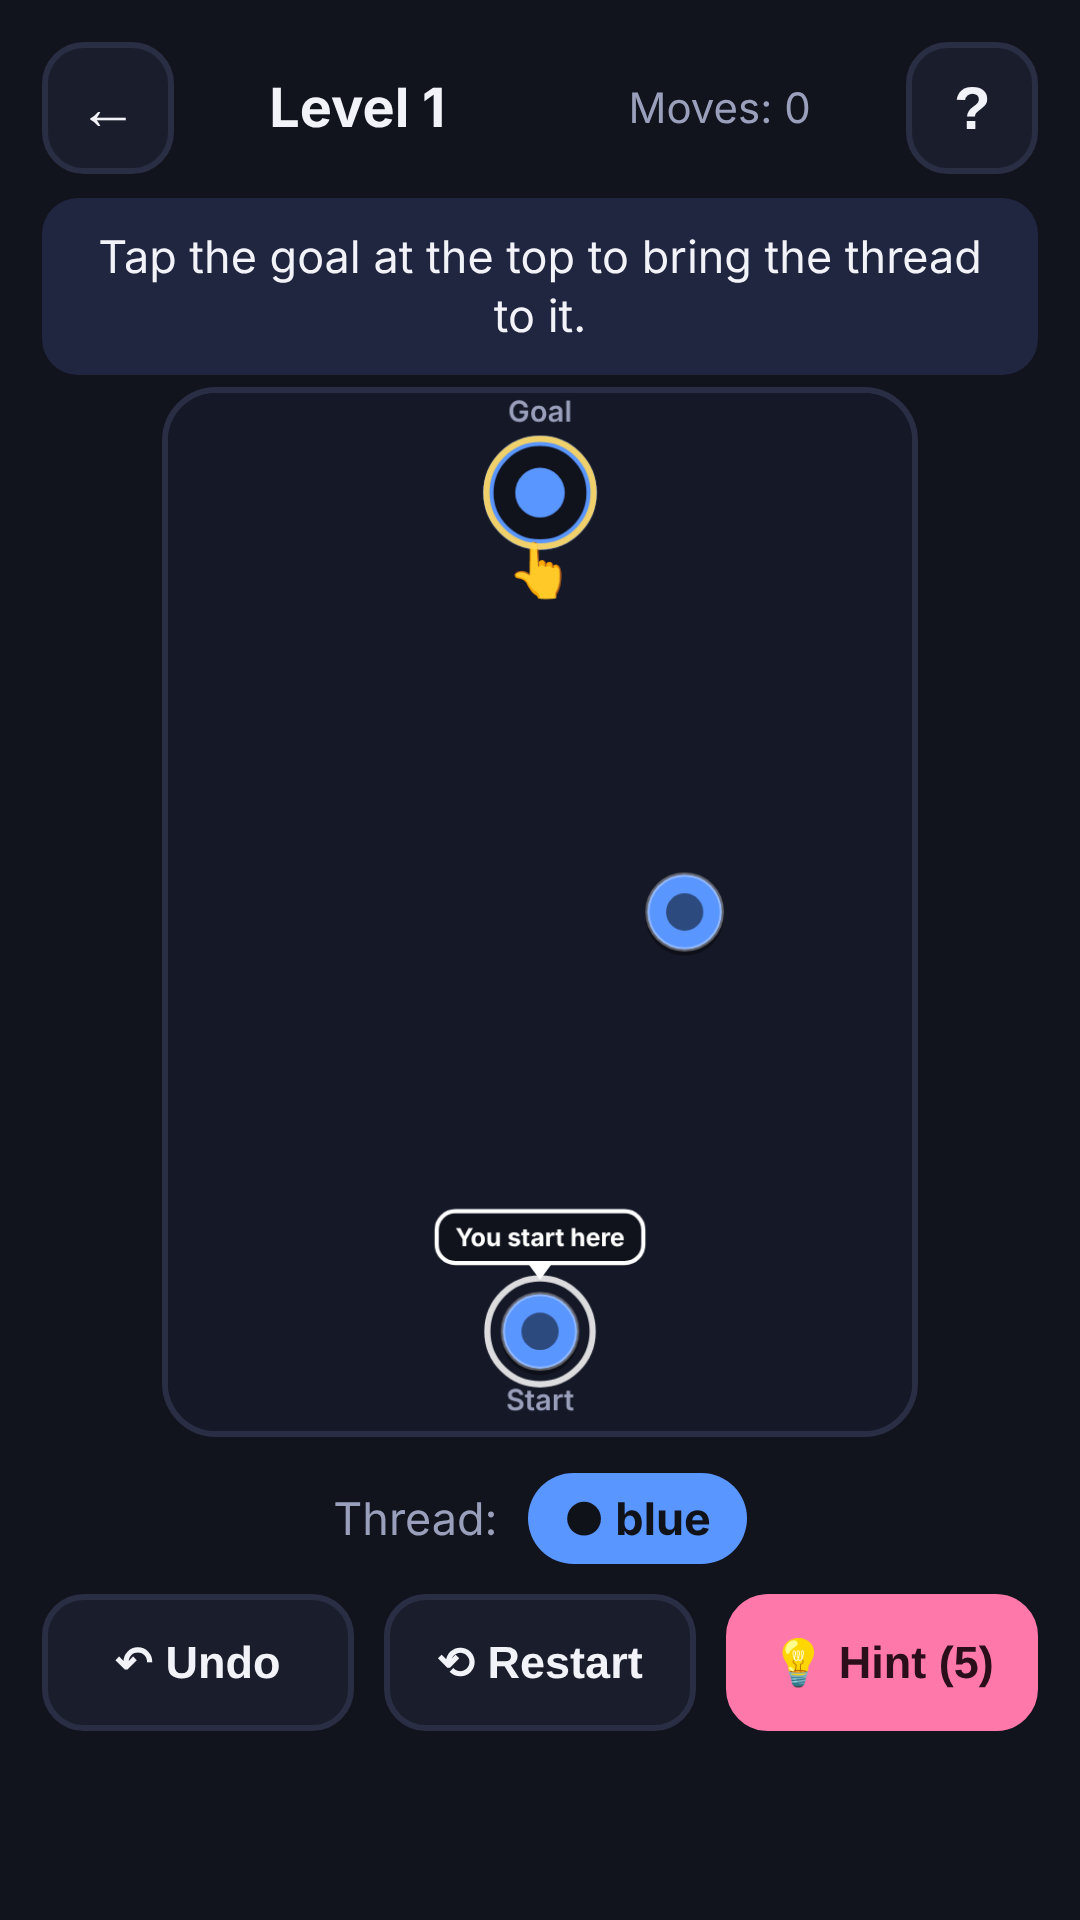 ←
Level 1
Moves: 0
?
Tap the goal at the top to bring the thread
to it.
Goal
You start here
Start
Thread:
blue
↶ Undo
⟲ Restart
💡 Hint (5)